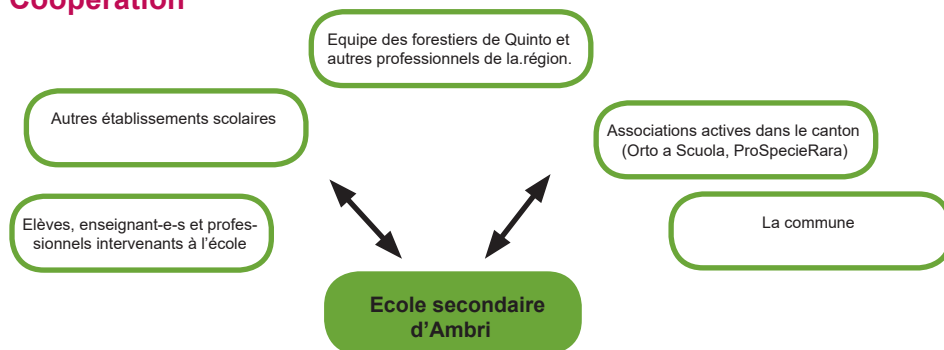 Coopération
Equipe des forestiers de Quinto et
autres professionnels de la.région.
Autres établissements scolaires
Associations actives dans le canton
(Orto a Scuola, ProSpecieRara)
Elèves, enseignant-e-s et profes-
sionnels intervenants à l’école
La commune
Ecole secondaire
d’Ambri